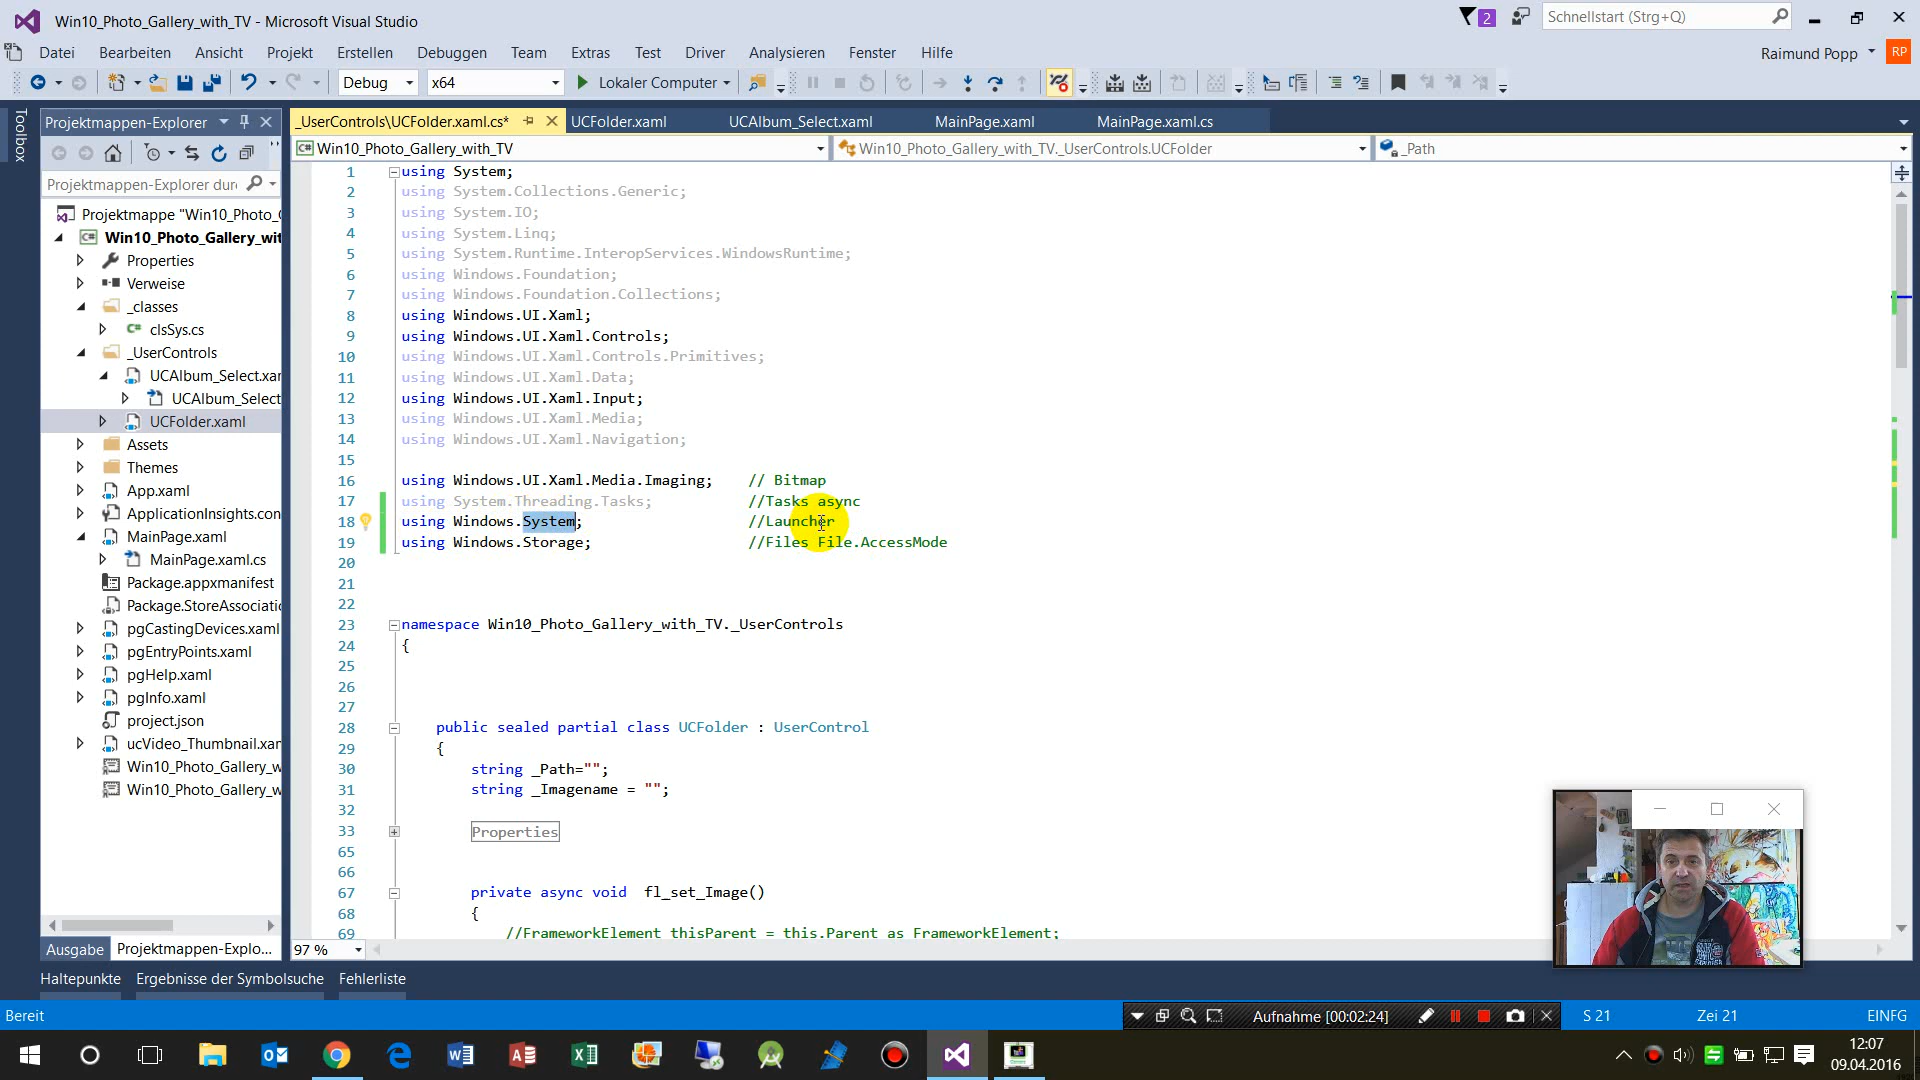 Win10_Photo_Gallery_with_TV - Microsoft Visual Studio
2
Schnellstart (Strg+Q)
Datei Bearbeiten Ansicht Projekt Erstellen Debuggen Team Extras Test Driver Analysieren Fenster Hilfe
Raimund Popp
RP
Debug x64 Lokaler Computer
Toolbox
Projektmappen-Explorer
_UserControls\UCFolder.xaml.cs* UCFolder.xaml UCAlbum_Select.xaml MainPage.xaml MainPage.xaml.cs
C# Win10_Photo_Gallery_with_TV Win10_Photo_Gallery_with_TV._UserControls.UCFolder _Path
Projektmappen-Explorer dur
Projektmappe "Win10_Photo_
C# Win10_Photo_Gallery_wit
Properties
Verweise
_classes
C# clsSys.cs
_UserControls
UCAlbum_Select.xar
UCAlbum_Select
UCFolder.xaml
Assets
Themes
App.xaml
ApplicationInsights.con
MainPage.xaml
MainPage.xaml.cs
Package.appxmanifest
Package.StoreAssociatio
pgCastingDevices.xaml
pgEntryPoints.xaml
pgHelp.xaml
pgInfo.xaml
project.json
ucVideo_Thumbnail.xar
Win10_Photo_Gallery_w
Win10_Photo_Gallery_w
1 using System;
2 using System.Collections.Generic;
3 using System.IO;
4 using System.Linq;
5 using System.Runtime.InteropServices.WindowsRuntime;
6 using Windows.Foundation;
7 using Windows.Foundation.Collections;
8 using Windows.UI.Xaml;
9 using Windows.UI.Xaml.Controls;
10 using Windows.UI.Xaml.Controls.Primitives;
11 using Windows.UI.Xaml.Data;
12 using Windows.UI.Xaml.Input;
13 using Windows.UI.Xaml.Media;
14 using Windows.UI.Xaml.Navigation;
15
16 using Windows.UI.Xaml.Media.Imaging; // Bitmap
17 using System.Threading.Tasks; //Tasks async
18 using Windows.System; //Launcher
19 using Windows.Storage; //Files File.AccessMode
20
21
22
23 namespace Win10_Photo_Gallery_with_TV._UserControls
24 {
25
26
27
28 public sealed partial class UCFolder : UserControl
29 {
30 string _Path="";
31 string _Imagename = "";
32
33 Properties
65
66
67 private async void fl_set_Image()
68 {
69 //FrameworkElement thisParent = this.Parent as FrameworkElement;
97 %
Ausgabe Projektmappen-Explo...
Haltepunkte Ergebnisse der Symbolsuche Fehlerliste
Bereit
Aufnahme [00:02:24]
S 21 Zei 21 EINFG
12:07
09.04.2016